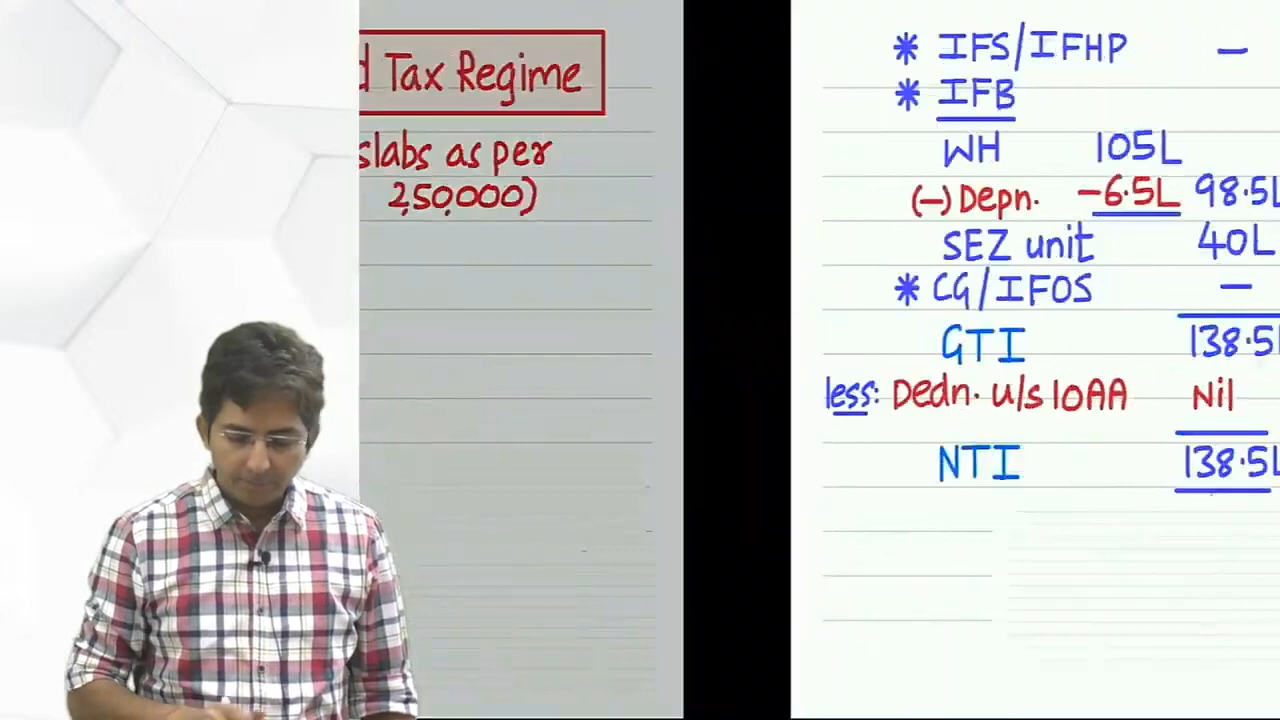 Tax Regime
slabs as per
2,50,000)
* IFS/IFHP —
* IFB
WH 105L
(-) Depn. -6.5L 98.5L
SEZ unit 40L
* CG/IFOS —
GTI 138.5L
less: Dedn. u/s 10AA Nil
NTI 138.5L